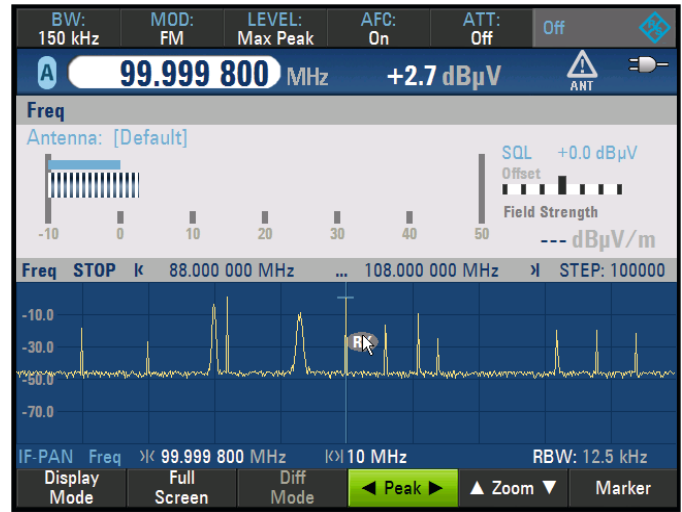 BW: MOD: LEVEL: AFC: ATT: Off
150 kHz FM Max Peak On Off
A 99.999 800 MHz +2.7 dBµV ANT
Freq
Antenna: [Default]
SQL +0.0 dBµV
Offset
Field Strength
-10 0 10 20 30 40 50
--- dBµV/m
Freq STOP 88.000 000 MHz ... 108.000 000 MHz STEP: 100000
-10.0
-30.0
-50.0
-70.0
IF-PAN Freq 99.999 800 MHz 10 MHz RBW: 12.5 kHz
Display Mode
Full Screen
Diff Mode
◄ Peak ►
▲ Zoom ▼
Marker